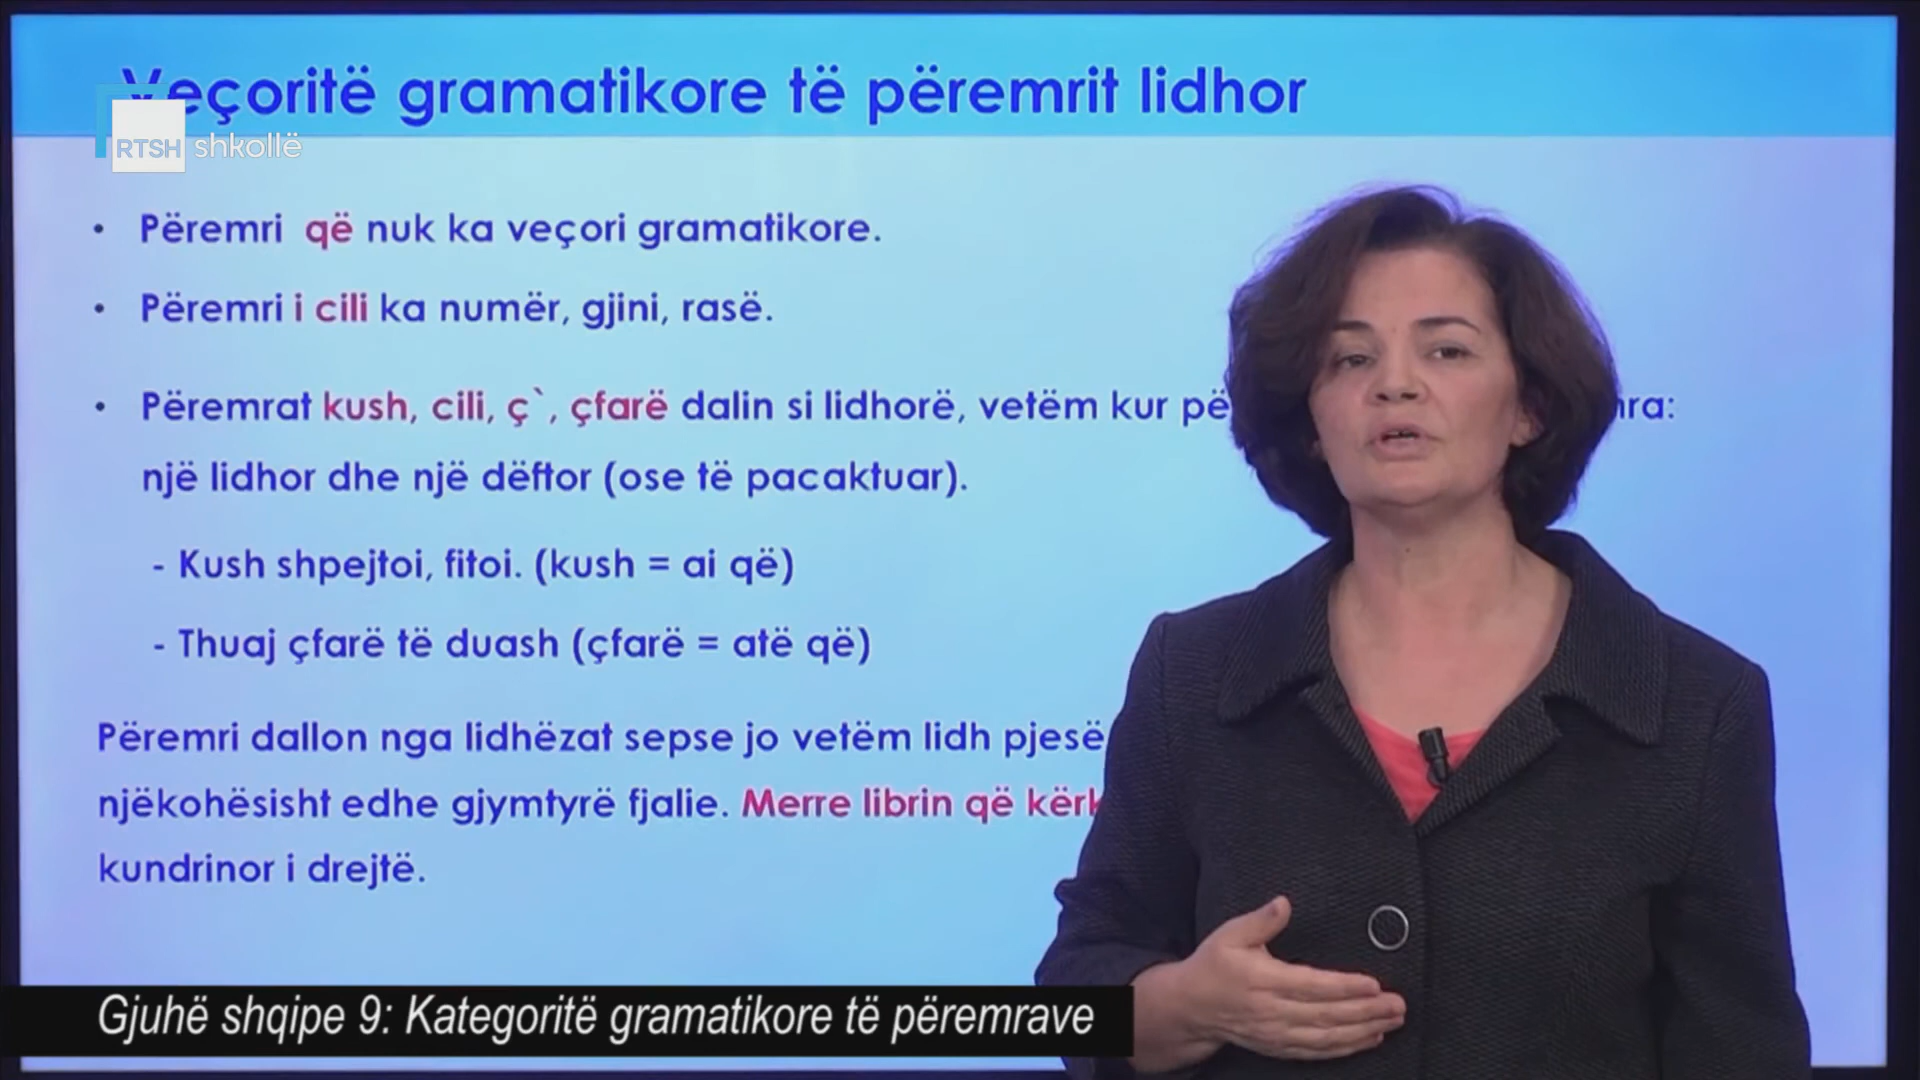 Veçoritë gramatikore të përemrit lidhor
RTSH shkollë
• Përemri që nuk ka veçori gramatikore.
• Përemri i cili ka numër, gjini, rasë.
• Përemrat kush, cili, ç`, çfarë dalin si lidhorë, vetëm kur
një lidhor dhe një dëftor (ose të pacaktuar).
- Kush shpejtoi, fitoi. (kush = ai që)
- Thuaj çfarë të duash (çfarë = atë që)
Përemri dallon nga lidhëzat sepse jo vetëm lidh pjesë
njëkohësisht edhe gjymtyrë fjalie. Merre librin që
kundrinor i drejtë.
Gjuhë shqipe 9: Kategoritë gramatikore të përemrave